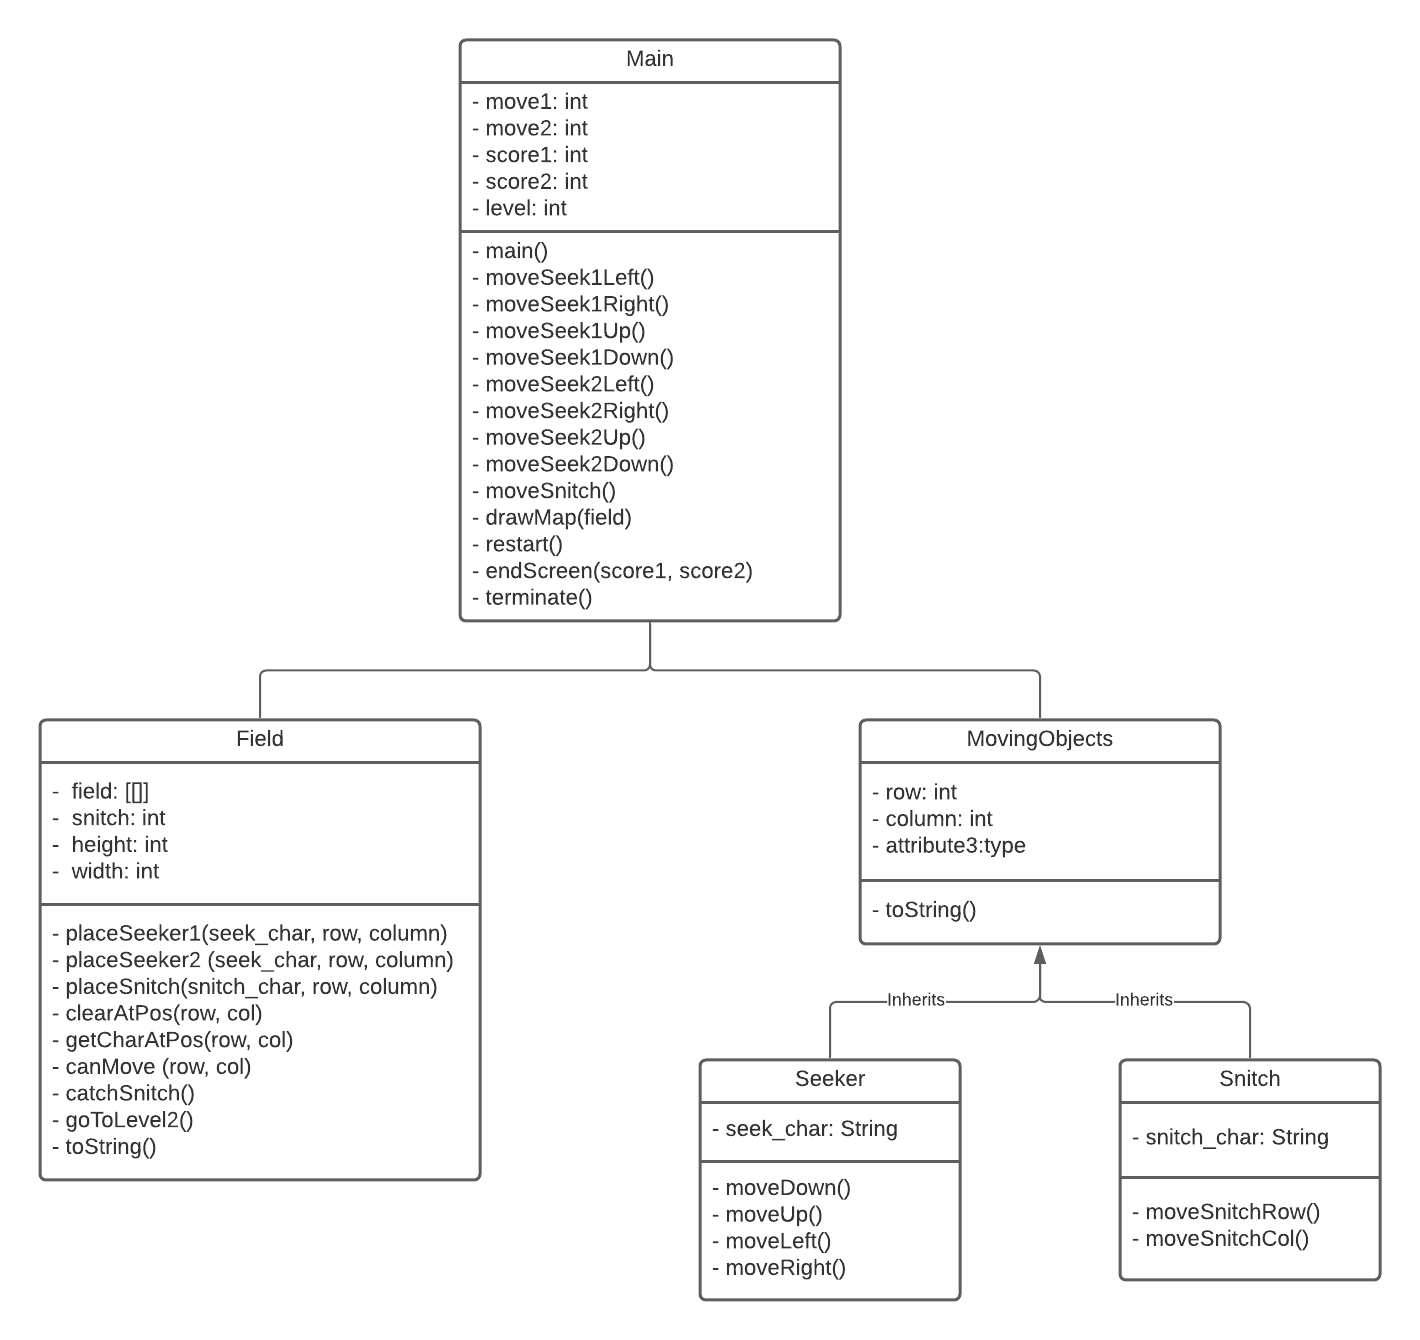 Main
- move1: int
- move2: int
- score1: int
- score2: int
- level: int
- main()
- moveSeek1Left()
- moveSeek1Right()
- moveSeek1Up()
- moveSeek1Down()
- moveSeek2Left()
- moveSeek2Right()
- moveSeek2Up()
- moveSeek2Down()
- moveSnitch()
- drawMap(field)
- restart()
- endScreen(score1, score2)
- terminate()
Field
- field: [[]]
- snitch: int
- height: int
- width: int
- placeSeeker1(seek_char, row, column)
- placeSeeker2 (seek_char, row, column)
- placeSnitch(snitch_char, row, column)
- clearAtPos(row, col)
- getCharAtPos(row, col)
- canMove (row, col)
- catchSnitch()
- goToLevel2()
- toString()
MovingObjects
- row: int
- column: int
- attribute3:type
- toString()
Inherits
Inherits
Seeker
- seek_char: String
- moveDown()
- moveUp()
- moveLeft()
- moveRight()
Snitch
- snitch_char: String
- moveSnitchRow()
- moveSnitchCol()